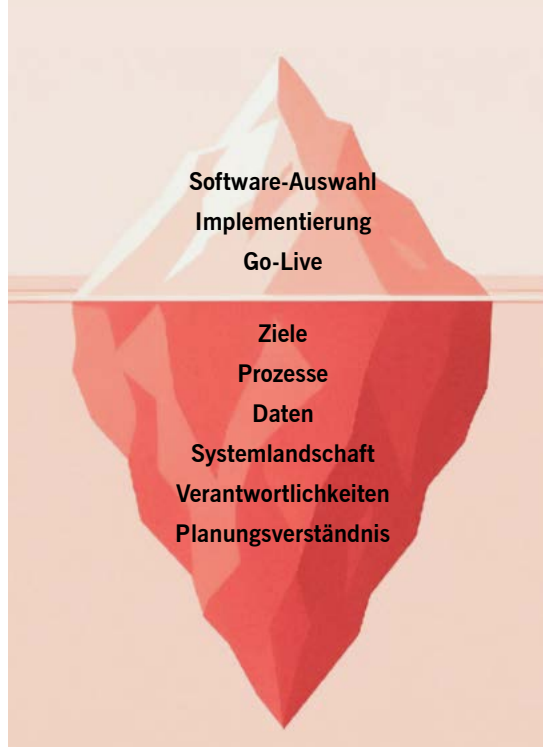 Software-Auswahl
Implementierung
Go-Live
Ziele
Prozesse
Daten
Systemlandschaft
Verantwortlichkeiten
Planungsverständnis